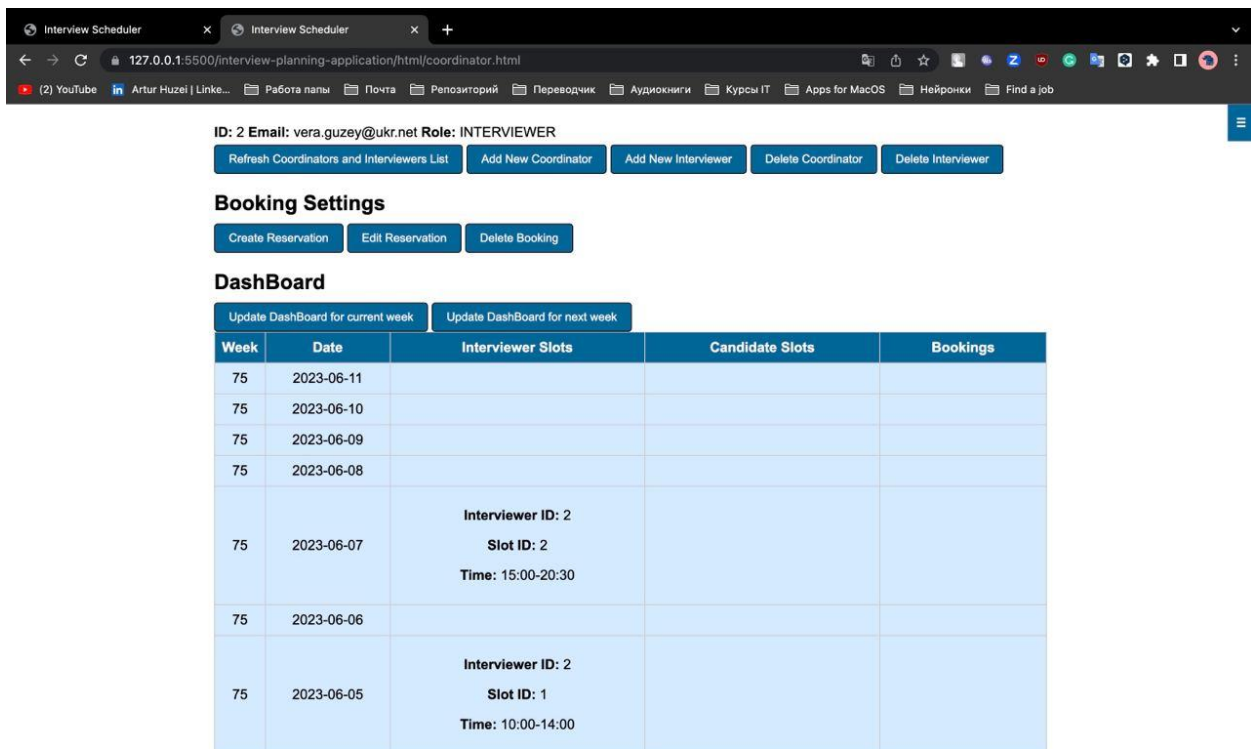 Interview Scheduler Interview Scheduler
127.0.0.1:5500/interview-planning-application/html/coordinator.html
(2) YouTube Artur Huzei | Linke... Работа папы Почта Репозиторий Переводчик Аудиокниги Курсы IT Apps for MacOS Нейронки Find a job
ID: 2 Email: vera.guzey@ukr.net Role: INTERVIEWER
Refresh Coordinators and Interviewers List Add New Coordinator Add New Interviewer Delete Coordinator Delete Interviewer
Booking Settings
Create Reservation Edit Reservation Delete Booking
DashBoard
Update DashBoard for current week Update DashBoard for next week
Week Date Interviewer Slots Candidate Slots Bookings
75 2023-06-11
75 2023-06-10
75 2023-06-09
75 2023-06-08
Interviewer ID: 2
75 2023-06-07 Slot ID: 2
Time: 15:00-20:30
75 2023-06-06
Interviewer ID: 2
75 2023-06-05 Slot ID: 1
Time: 10:00-14:00